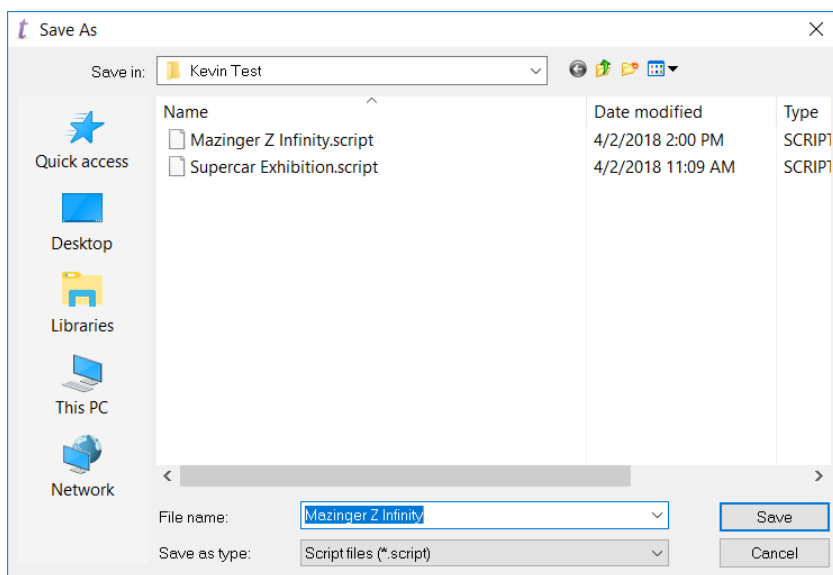 t Save As
Save in: Kevin Test
Name Date modified Type
Mazinger Z Infinity.script 4/2/2018 2:00 PM SCRIPT
Supercar Exhibition.script 4/2/2018 11:09 AM SCRIPT
Quick access
Desktop
Libraries
This PC
Network
File name: Mazinger Z Infinity Save
Save as type: Script files (*.script) Cancel